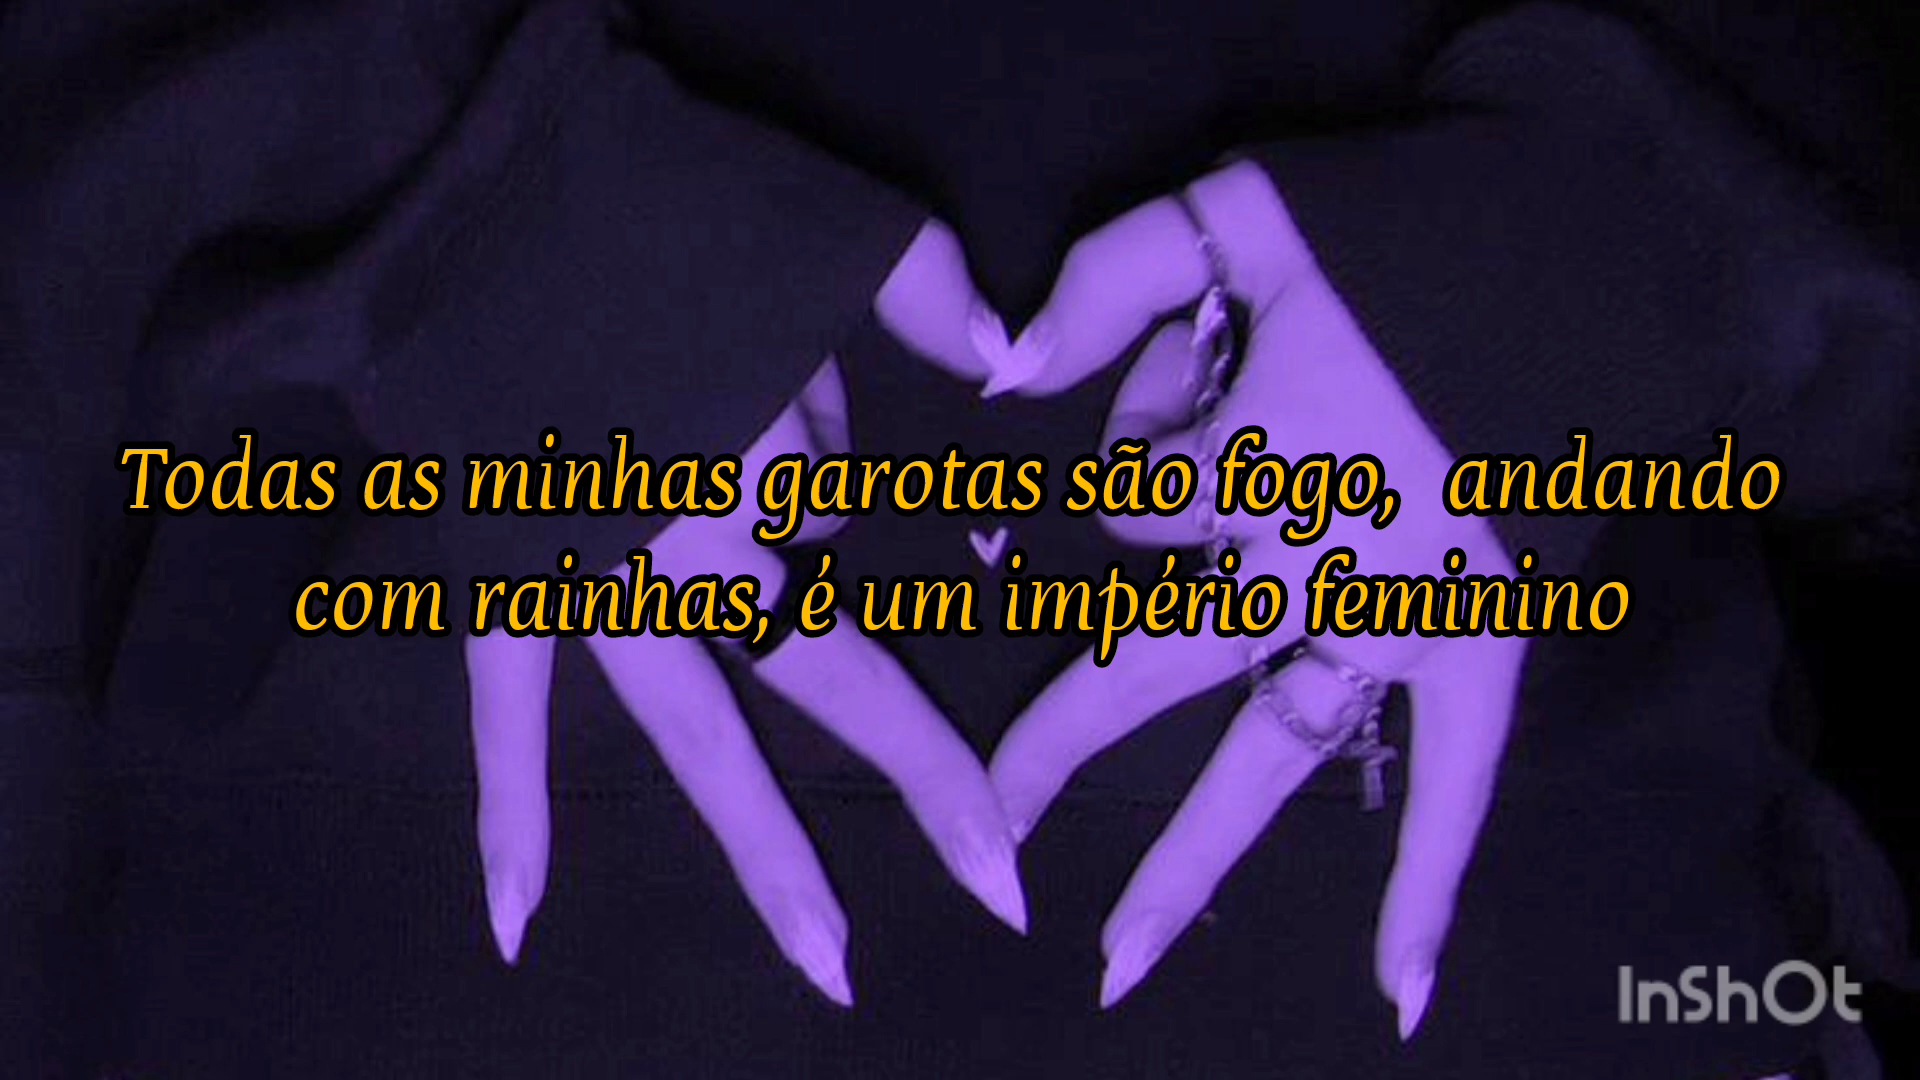 Todas as minhas garotas são fogo,  andando
com rainhas, é um império feminino
InShOt